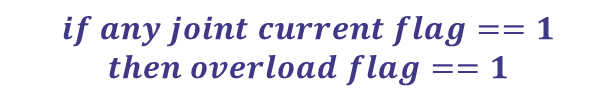 if any joint current flag == 1
then overload flag == 1